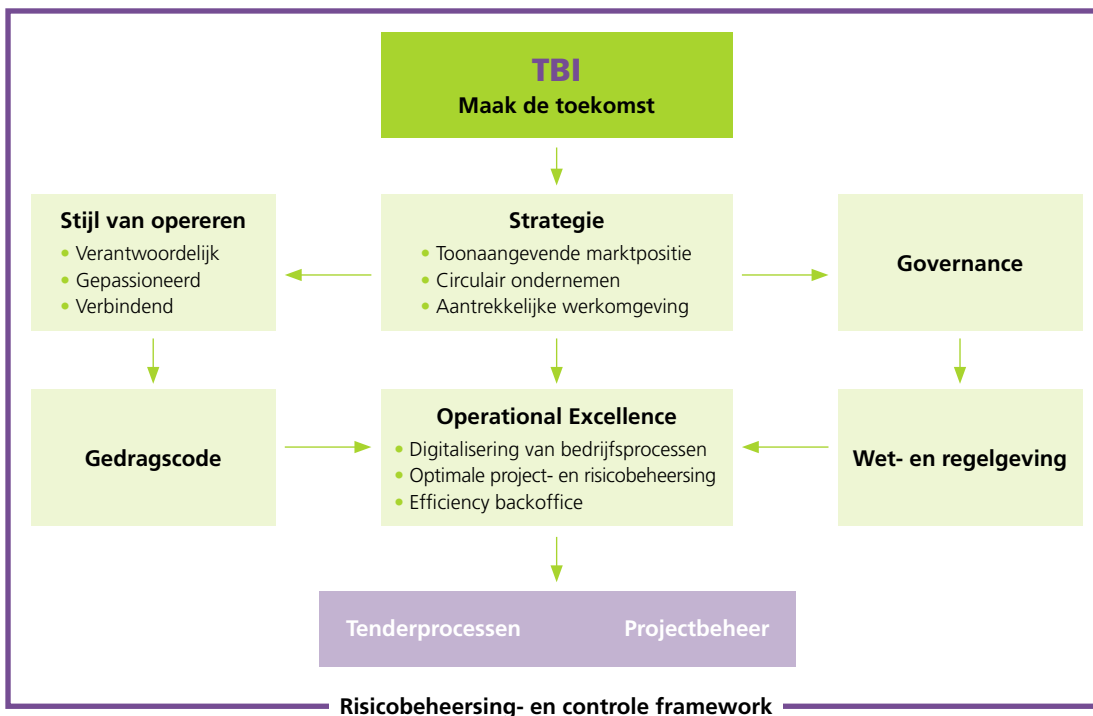 TBI
Maak de toekomst
Stijl van opereren
• Verantwoordelijk
• Gepassioneerd
• Verbindend
Strategie
• Toonaangevende marktpositie
• Circulair ondernemen
• Aantrekkelijke werkomgeving
Governance
Gedragscode
Operational Excellence
• Digitalisering van bedrijfsprocessen
• Optimale project- en risicobeheersing
• Efficiency backoffice
Wet- en regelgeving
Tenderprocessen
Projectbeheer
Risicobeheersing- en controle framework